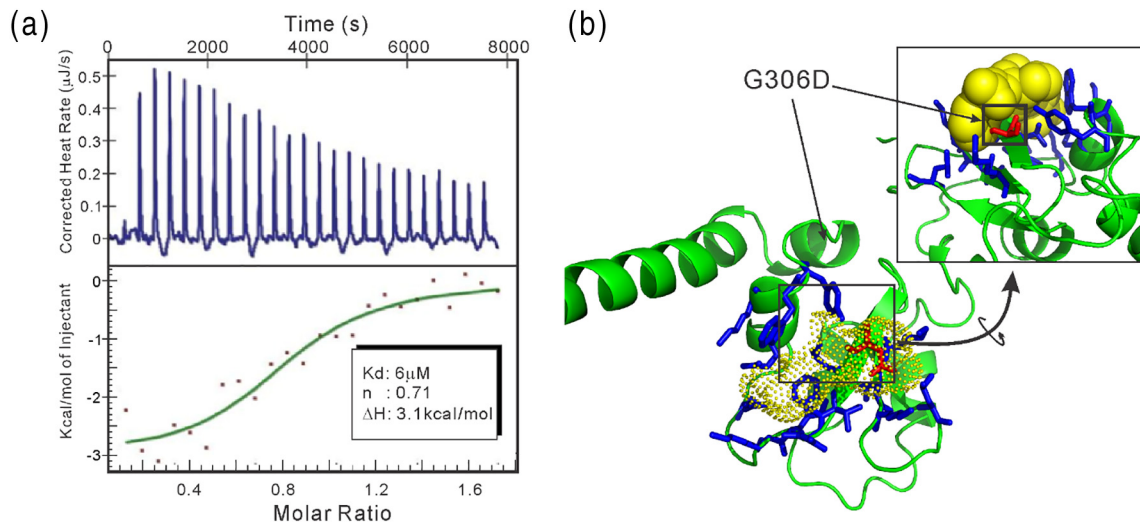 (a)
Time (s)
0 2000 4000 6000 8000
Corrected Heat Rate (μJ/s)
0.5
0.4
0.3
0.2
0.1
0
Kcal/mol of Injectant
0
-1
-2
-3
Kd: 6μM
n : 0.71
ΔH: 3.1kcal/mol
0.4 0.8 1.2 1.6
Molar Ratio
(b)
G306D